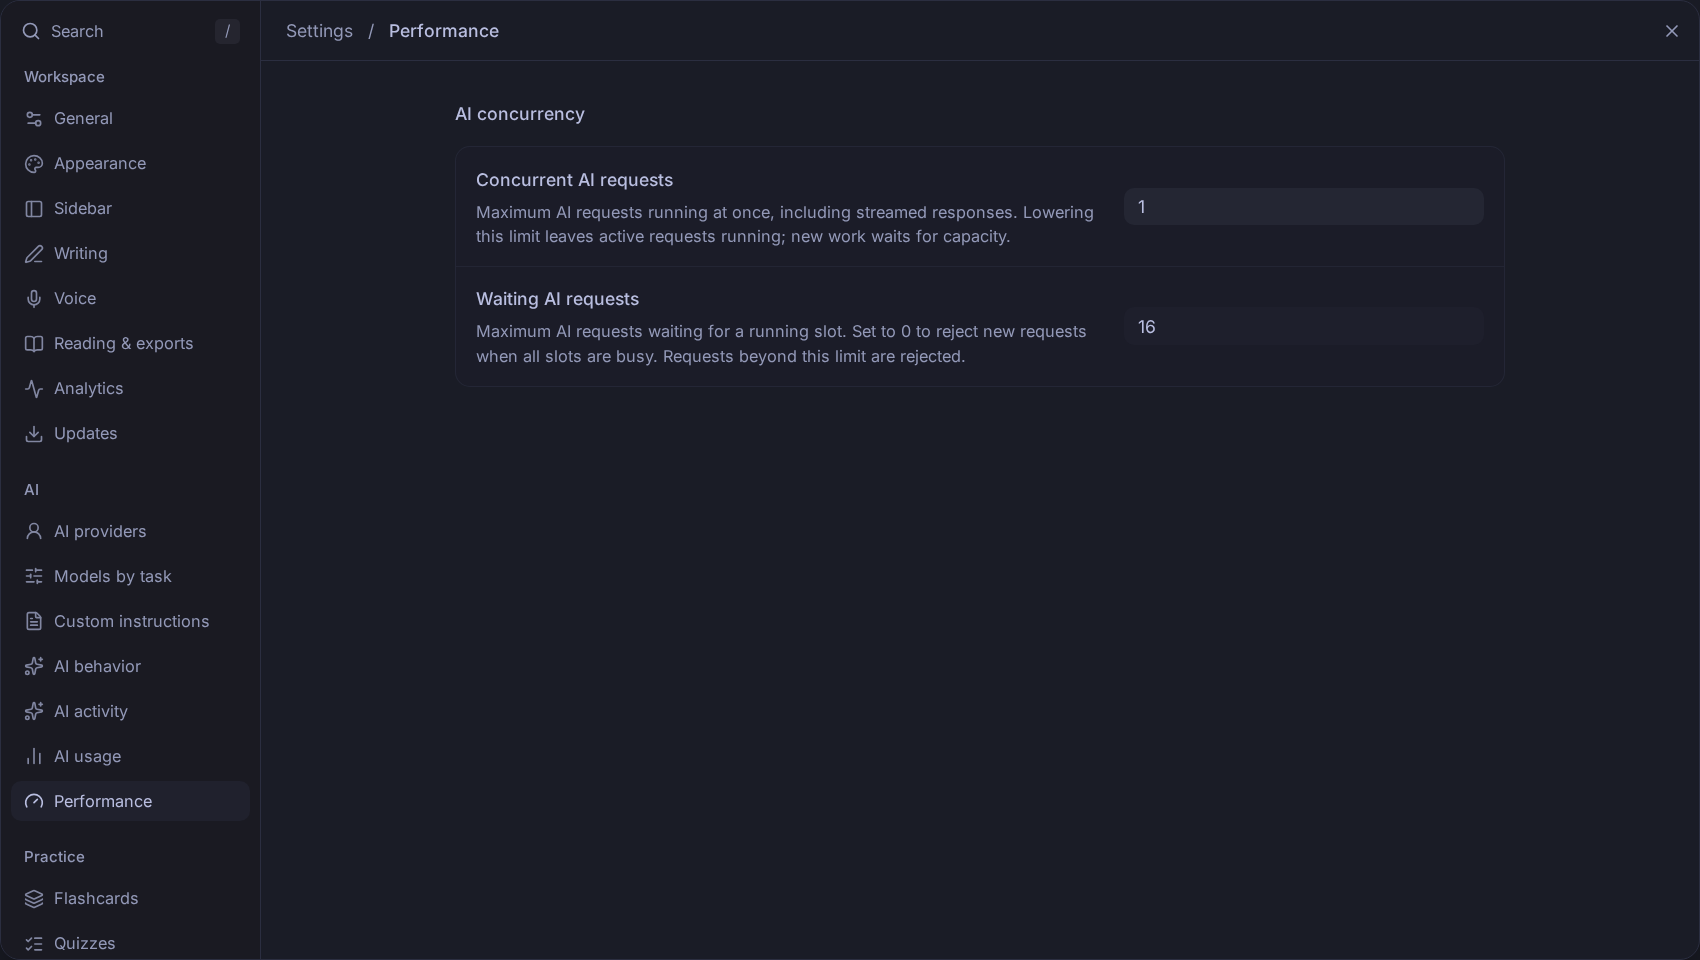 Search
/
Workspace
General
Appearance
Sidebar
Writing
Voice
Reading & exports
Analytics
Updates
AI
AI providers
Models by task
Custom instructions
AI behavior
AI activity
AI usage
Performance
Practice
Flashcards
Quizzes
Settings / Performance
AI concurrency
Concurrent AI requests
Maximum AI requests running at once, including streamed responses. Lowering
this limit leaves active requests running; new work waits for capacity.
1
Waiting AI requests
Maximum AI requests waiting for a running slot. Set to 0 to reject new requests
when all slots are busy. Requests beyond this limit are rejected.
16